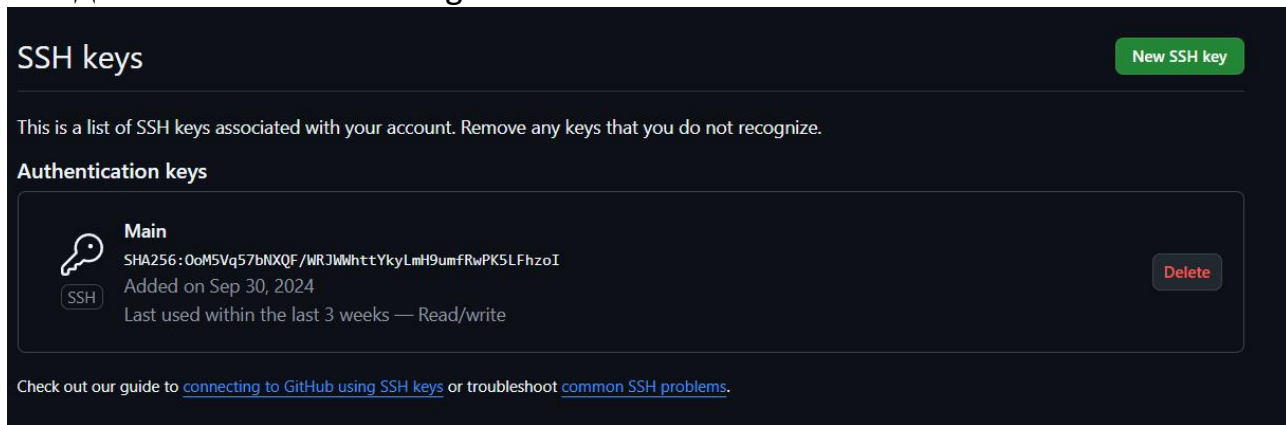 SSH keys
New SSH key
This is a list of SSH keys associated with your account. Remove any keys that you do not recognize.
Authentication keys
Main
SHA256:OoM5Vq57bNXQF/WRJWWhttYkyLmH9umfRwPK5LFhzoI
SSH
Added on Sep 30, 2024
Last used within the last 3 weeks — Read/write
Delete
Check out our guide to connecting to GitHub using SSH keys or troubleshoot common SSH problems.